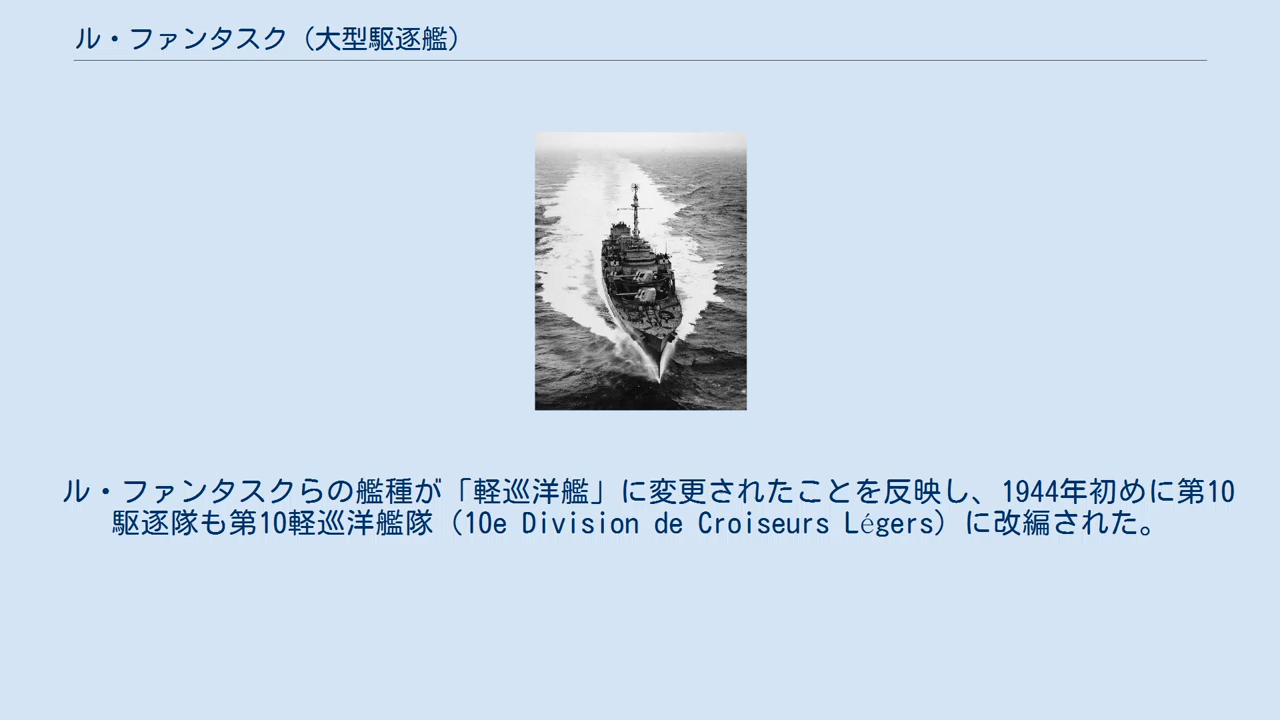 ル・ファンタスク（大型駆逐艦）
ル・ファンタスクらの艦種が「軽巡洋艦」に変更されたことを反映し、1944年初めに第10
駆逐隊も第10軽巡洋艦隊（10e Division de Croiseurs Légers）に改編された。